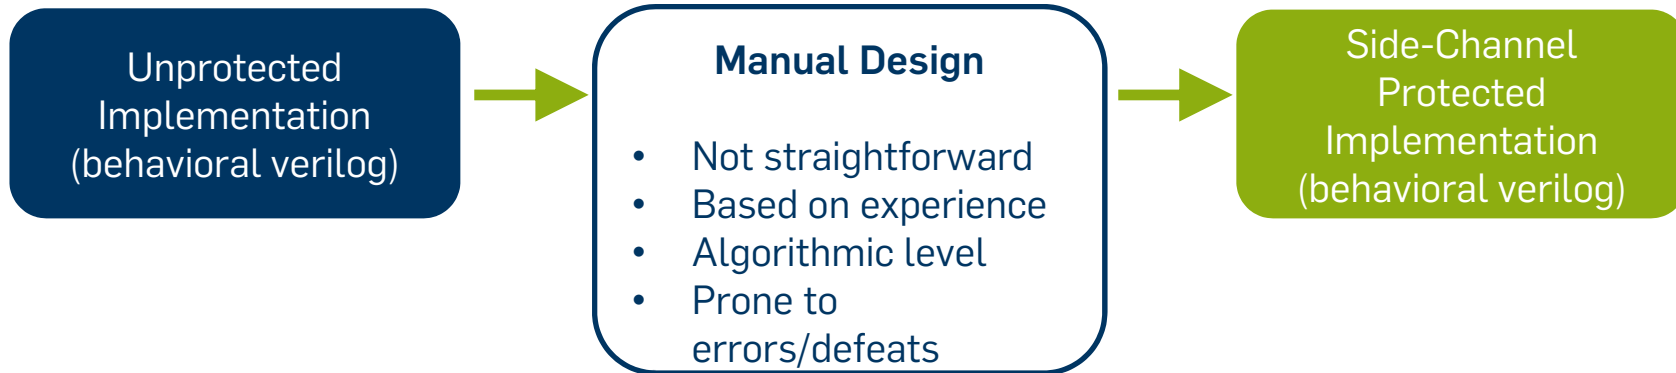 Unprotected
Implementation
(behavioral verilog)
Manual Design
• Not straightforward
• Based on experience
• Algorithmic level
• Prone to
errors/defeats
Side-Channel
Protected
Implementation
(behavioral verilog)